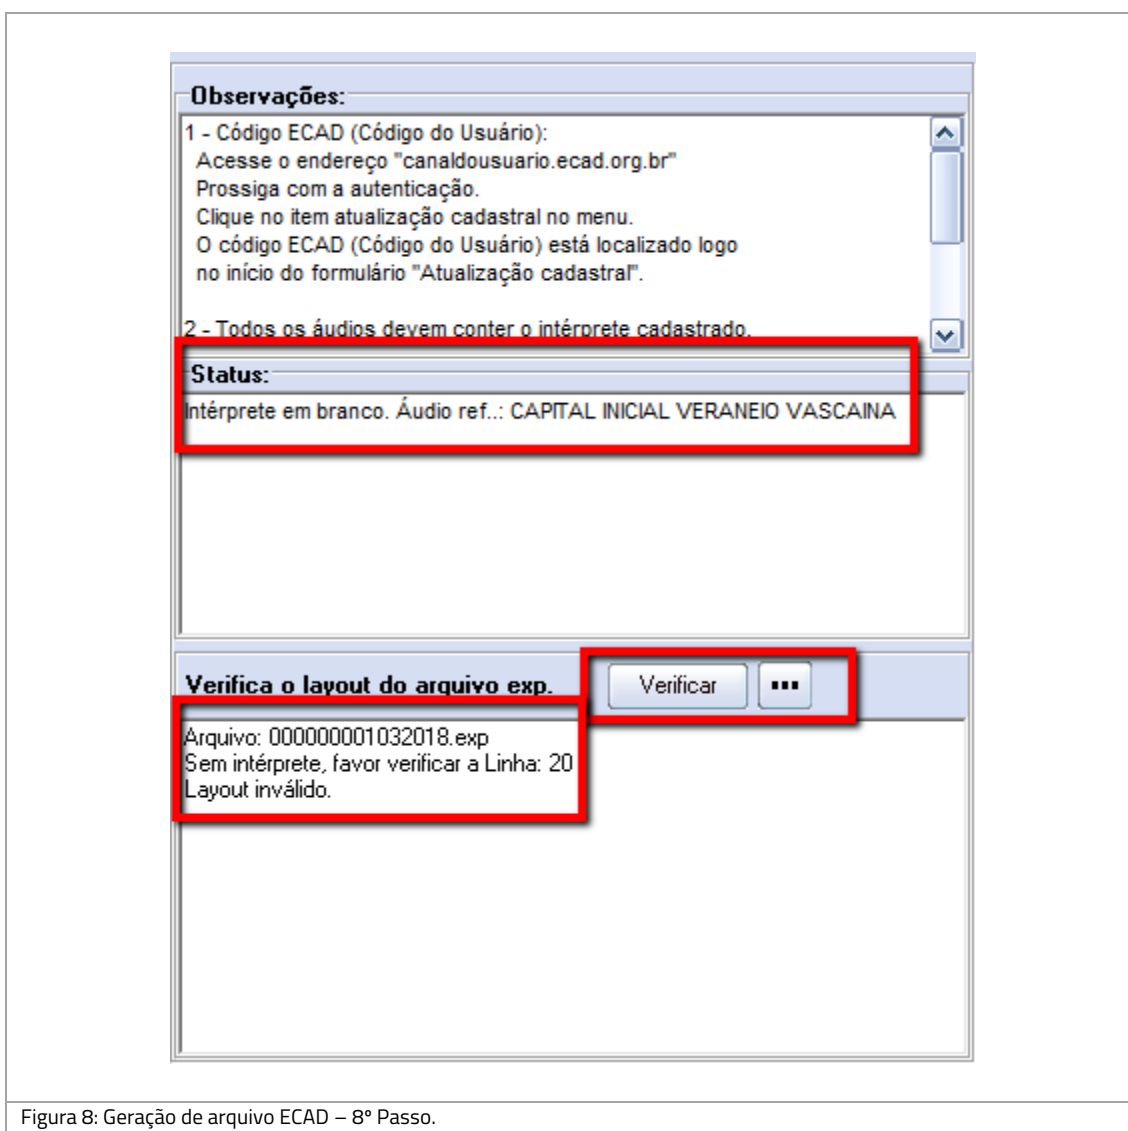 Observações:
1 - Código ECAD (Código do Usuário):
Acesse o endereço "canaldousuario.ecad.org.br"
Prossiga com a autenticação.
Clique no item atualização cadastral no menu.
O código ECAD (Código do Usuário) está localizado logo
no início do formulário "Atualização cadastral".
2 - Todos os áudios devem conter o intérprete cadastrado.
Status:
Intérprete em branco. Áudio ref..: CAPITAL INICIAL VERANEIO VASCAINA
Verifica o layout do arquivo exp. Verificar ...
Arquivo: 000000001032018.exp
Sem intérprete, favor verificar a Linha: 20
Layout inválido.
Figura 8: Geração de arquivo ECAD – 8º Passo.